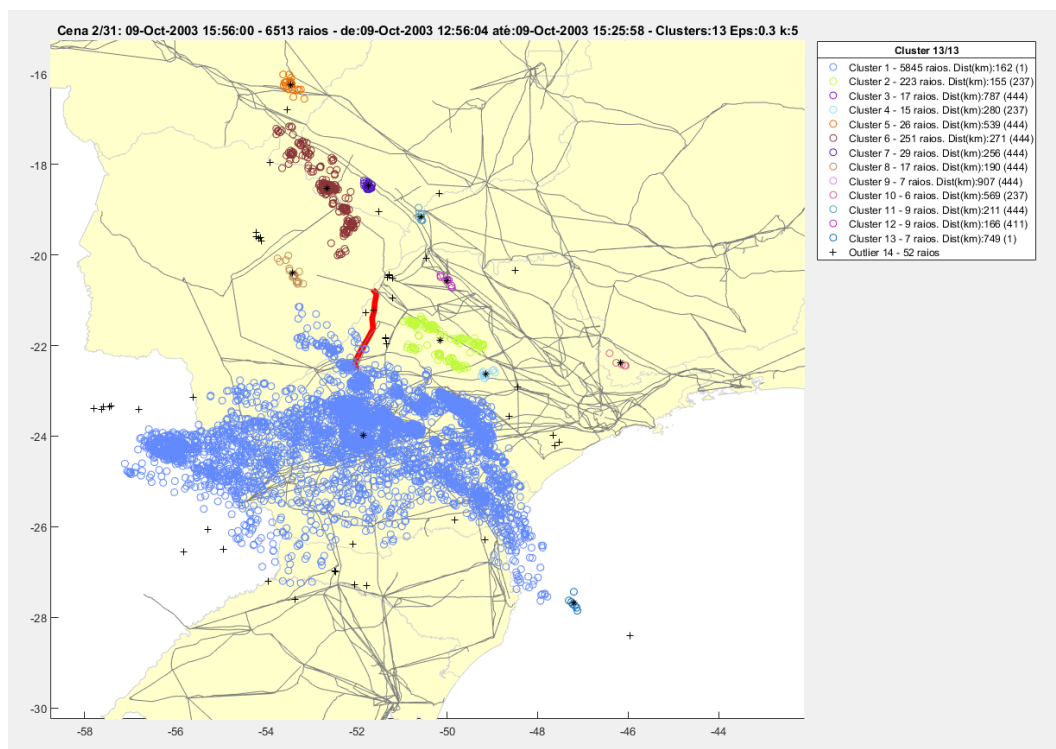 Cena 2/31: 09-Oct-2003 15:56:00 - 6513 raios - de:09-Oct-2003 12:56:04 até:09-Oct-2003 15:25:58 - Clusters:13 Eps:0.3 k:5
Cluster 13/13
Cluster 1 - 5845 raios. Dist(km):162 (1)
Cluster 2 - 223 raios. Dist(km):155 (237)
Cluster 3 - 17 raios. Dist(km):787 (444)
Cluster 4 - 15 raios. Dist(km):280 (237)
Cluster 5 - 26 raios. Dist(km):539 (444)
Cluster 6 - 251 raios. Dist(km):271 (444)
Cluster 7 - 29 raios. Dist(km):256 (444)
Cluster 8 - 17 raios. Dist(km):190 (444)
Cluster 9 - 7 raios. Dist(km):907 (444)
Cluster 10 - 6 raios. Dist(km):569 (237)
Cluster 11 - 9 raios. Dist(km):211 (444)
Cluster 12 - 9 raios. Dist(km):166 (411)
Cluster 13 - 7 raios. Dist(km):749 (1)
Outlier 14 - 52 raios
-16
-18
-20
-22
-24
-26
-28
-30
-58 -56 -54 -52 -50 -48 -46 -44